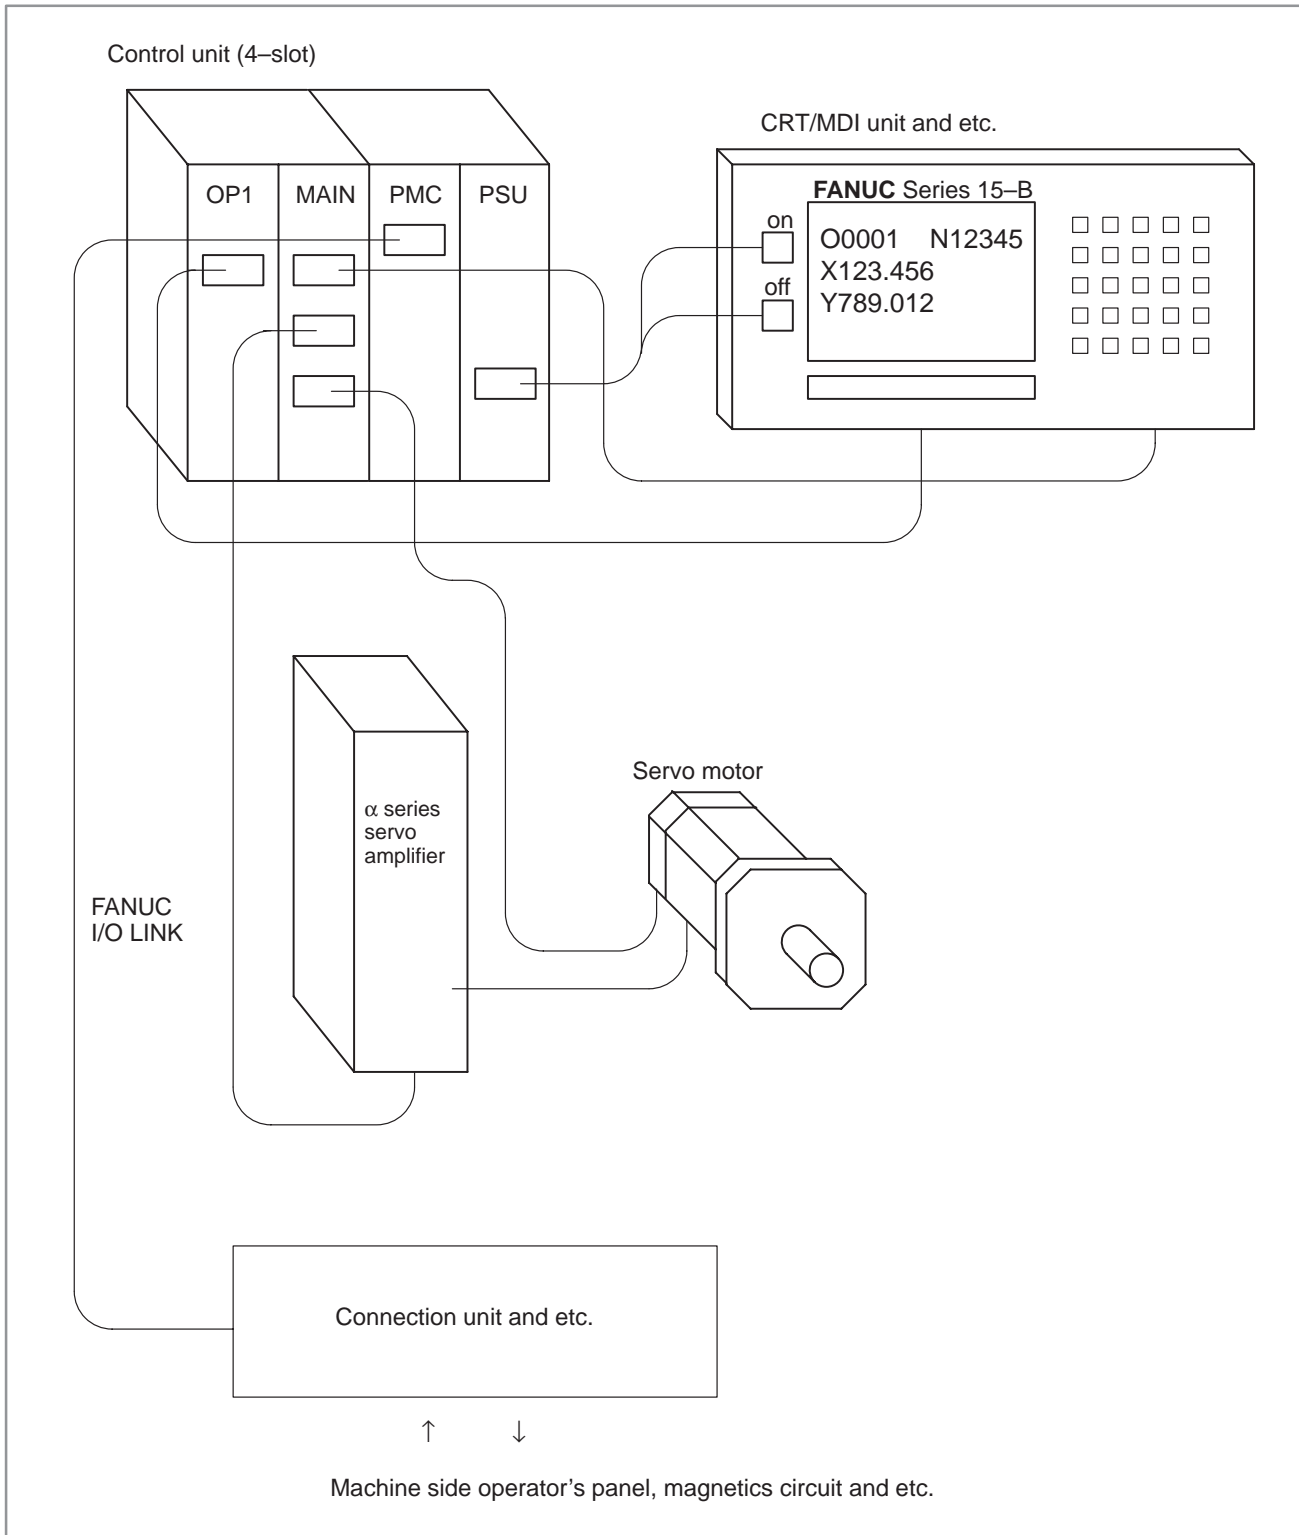 Control unit (4–slot)
CRT/MDI unit and etc.
OP1 MAIN PMC PSU
FANUC Series 15–B
on
off
O0001 N12345
X123.456
Y789.012
α series
servo
amplifier
Servo motor
FANUC
I/O LINK
Connection unit and etc.
↑ ↓
Machine side operator's panel, magnetics circuit and etc.